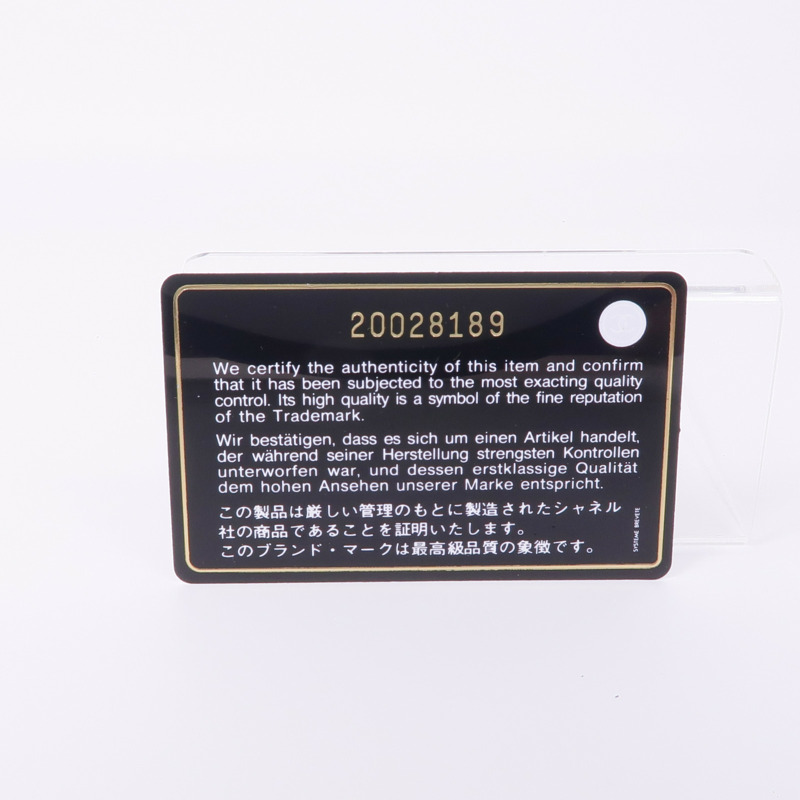 20028189
We certify the authenticity of this item and confirm
that it has been subjected to the most exacting quality
control. Its high quality is a symbol of the fine reputation
of the Trademark.
Wir bestätigen, dass es sich um einen Artikel handelt,
der während seiner Herstellung strengsten Kontrollen
unterworfen war, und dessen erstklassige Qualität
dem hohen Ansehen unserer Marke entspricht.
この製品は厳しい管理のもとに製造されたシャネル
社の商品であることを証明いたします。
このブランド・マークは最高級品質の象徴です。